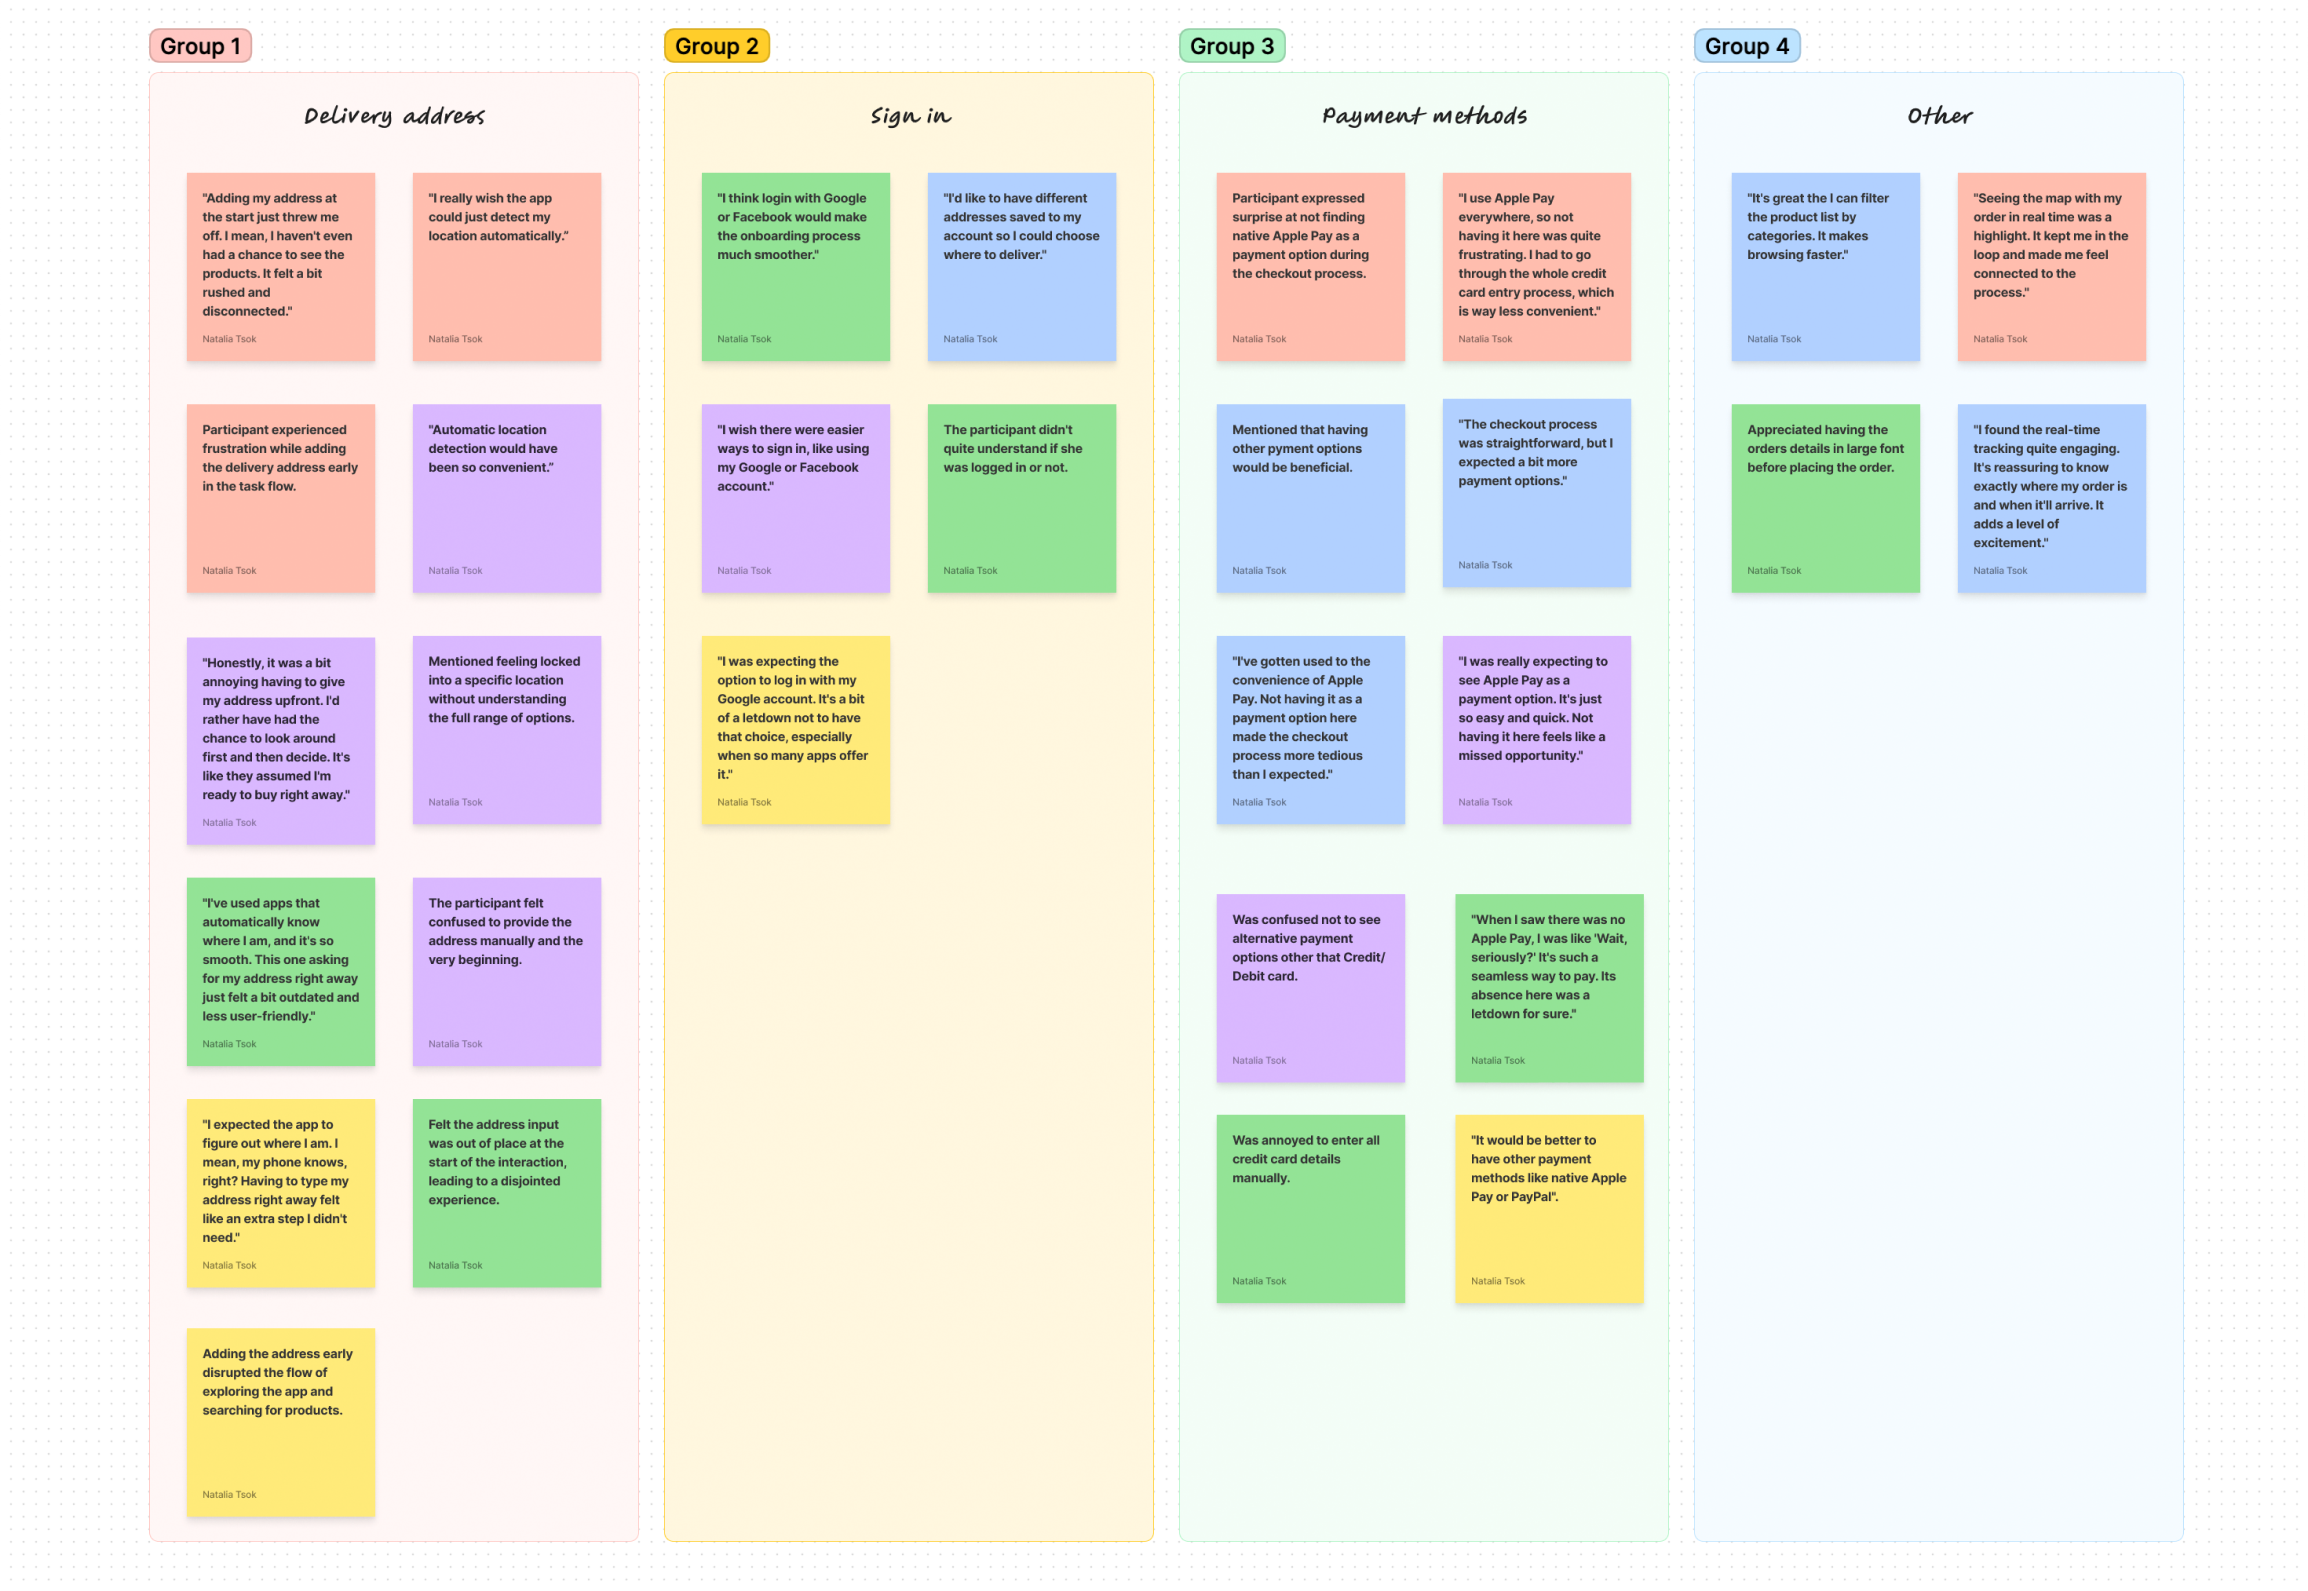 Group 1
Delivery address
"Adding my address at
the start just threw me
off. I mean, I haven't even
had a chance to see the
products. It felt a bit
rushed and
disconnected."
Natalia Tsok
"I really wish the app
could just detect my
location automatically."
Natalia Tsok
Participant experienced
frustration while adding
the delivery address early
in the task flow.
Natalia Tsok
"Automatic location
detection would have
been so convenient."
Natalia Tsok
"Honestly, it was a bit
annoying having to give
my address upfront. I'd
rather have had the
chance to look around
first and then decide. It's
like they assumed I'm
ready to buy right away."
Natalia Tsok
Mentioned feeling locked
into a specific location
without understanding
the full range of options.
Natalia Tsok
"I've used apps that
automatically know
where I am, and it's so
smooth. This one asking
for my address right away
just felt a bit outdated and
less user-friendly."
Natalia Tsok
The participant felt
confused to provide the
address manually and the
very beginning.
Natalia Tsok
"I expected the app to
figure out where I am. I
mean, my phone knows,
right? Having to type my
address right away felt
like an extra step I didn't
need."
Natalia Tsok
Felt the address input
was out of place at the
start of the interaction,
leading to a disjointed
experience.
Natalia Tsok
Adding the address early
disrupted the flow of
exploring the app and
searching for products.
Natalia Tsok
Group 2
Sign in
"I think login with Google
or Facebook would make
the onboarding process
much smoother."
Natalia Tsok
"I'd like to have different
addresses saved to my
account so I could choose
where to deliver."
Natalia Tsok
"I wish there were easier
ways to sign in, like using
my Google or Facebook
account."
Natalia Tsok
The participant didn't
quite understand if she
was logged in or not.
Natalia Tsok
"I was expecting the
option to log in with my
Google account. It's a bit
of a letdown not to have
that choice, especially
when so many apps offer
it."
Natalia Tsok
Group 3
Payment methods
Participant expressed
surprise at not finding
native Apple Pay as a
payment option during
the checkout process.
Natalia Tsok
"I use Apple Pay
everywhere, so not
having it here was quite
frustrating. I had to go
through the whole credit
card entry process, which
is way less convenient."
Natalia Tsok
Mentioned that having
other pyment options
would be beneficial.
Natalia Tsok
"The checkout process
was straightforward, but I
expected a bit more
payment options."
Natalia Tsok
"I've gotten used to the
convenience of Apple
Pay. Not having it as a
payment option here
made the checkout
process more tedious
than I expected."
Natalia Tsok
"I was really expecting to
see Apple Pay as a
payment option. It's just
so easy and quick. Not
having it here feels like a
missed opportunity."
Natalia Tsok
Was confused not to see
alternative payment
options other that Credit/
Debit card.
Natalia Tsok
"When I saw there was no
Apple Pay, I was like 'Wait,
seriously?' It's such a
seamless way to pay. Its
absence here was a
letdown for sure."
Natalia Tsok
Was annoyed to enter all
credit card details
manually.
Natalia Tsok
"It would be better to
have other payment
methods like native Apple
Pay or PayPal".
Natalia Tsok
Group 4
Other
"It's great the I can filter
the product list by
categories. It makes
browsing faster."
Natalia Tsok
"Seeing the map with my
order in real time was a
highlight. It kept me in the
loop and made me feel
connected to the
process."
Natalia Tsok
Appreciated having the
orders details in large font
before placing the order.
Natalia Tsok
"I found the real-time
tracking quite engaging.
It's reassuring to know
exactly where my order is
and when it'll arrive. It
adds a level of
excitement."
Natalia Tsok